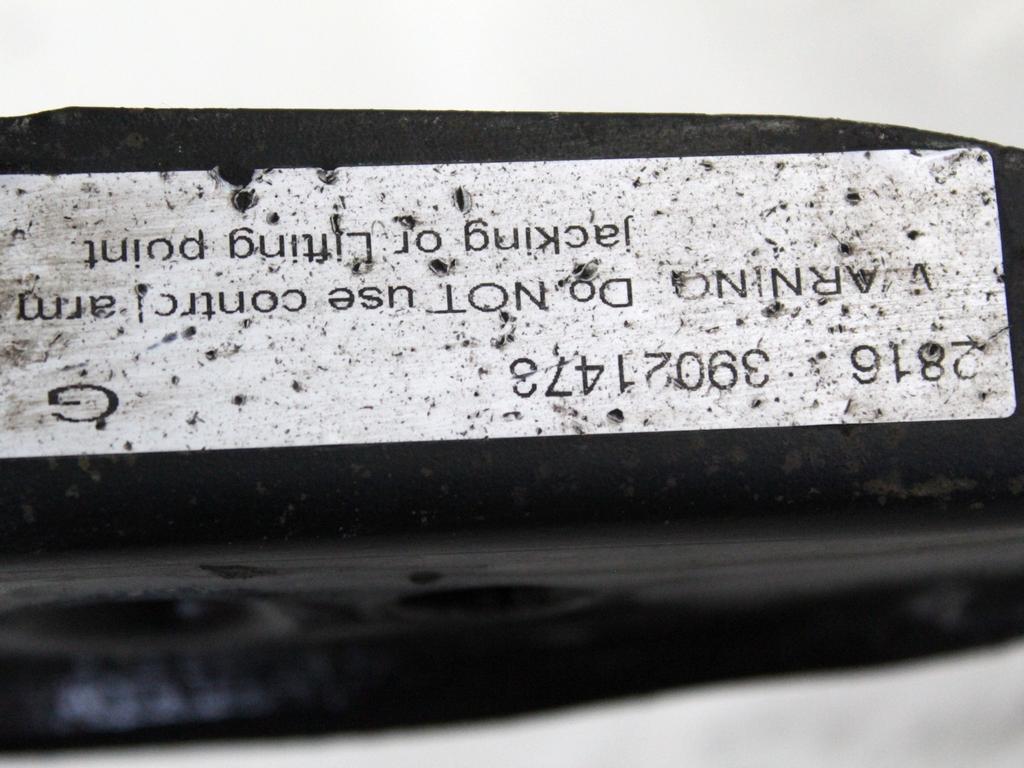 2816 39021473 G
WARNING Do NOT use control arm
jacking or Lifting point